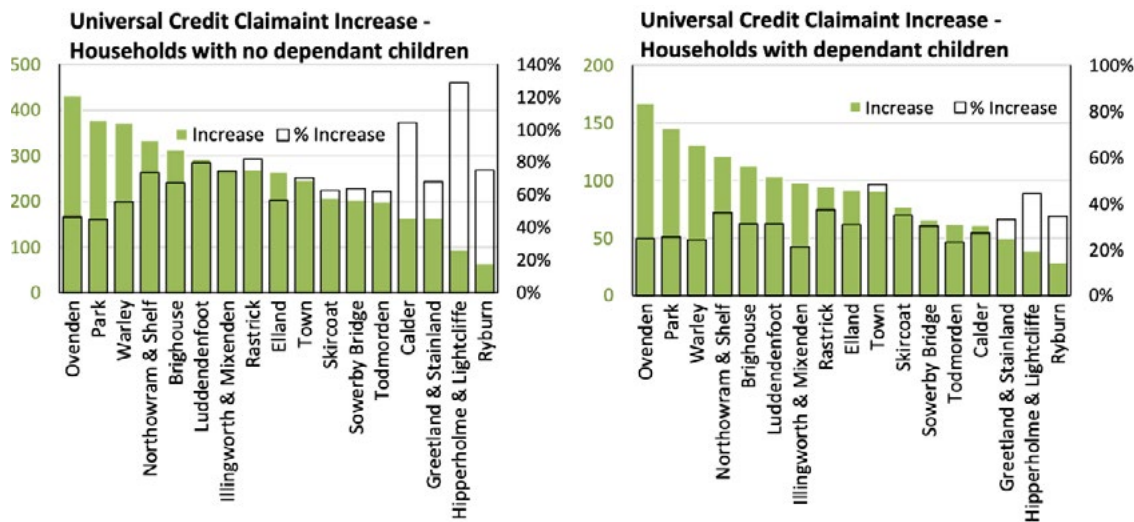 Universal Credit Claimaint Increase -
Households with no dependant children
500
400
300
200
100
0
140%
120%
100%
80%
60%
40%
20%
0%
Increase
% Increase
Ovenden
Park
Warley
Northowram & Shelf
Brighouse
Luddendenfoot
Illingworth & Mixenden
Rastrick
Elland
Town
Skircoat
Sowerby Bridge
Todmorden
Calder
Greetland & Stainland
Hipperholme & Lightcliffe
Ryburn
Universal Credit Claimaint Increase -
Households with dependant children
200
150
100
50
0
100%
80%
60%
40%
20%
0%
Increase
% Increase
Ovenden
Park
Warley
Northowram & Shelf
Brighouse
Luddendenfoot
Illingworth & Mixenden
Rastrick
Elland
Town
Skircoat
Sowerby Bridge
Todmorden
Calder
Greetland & Stainland
Hipperholme & Lightcliffe
Ryburn